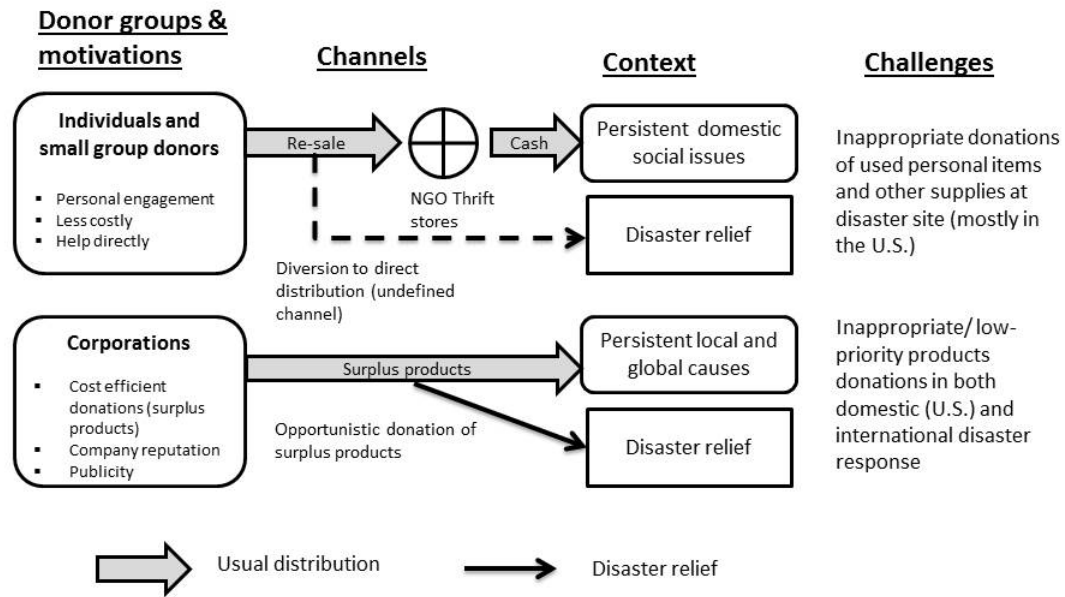 Donor groups &
motivations
Channels
Context
Challenges
Individuals and
small group donors
▪ Personal engagement
▪ Less costly
▪ Help directly
Re-sale
NGO Thrift
stores
Cash
Persistent domestic
social issues
Inappropriate donations
of used personal items
and other supplies at
disaster site (mostly in
the U.S.)
Disaster relief
Diversion to direct
distribution (undefined
channel)
Corporations
▪ Cost efficient
donations (surplus
products)
▪ Company reputation
▪ Publicity
Surplus products
Opportunistic donation of
surplus products
Persistent local and
global causes
Disaster relief
Inappropriate/ low-
priority products
donations in both
domestic (U.S.) and
international disaster
response
Usual distribution
Disaster relief